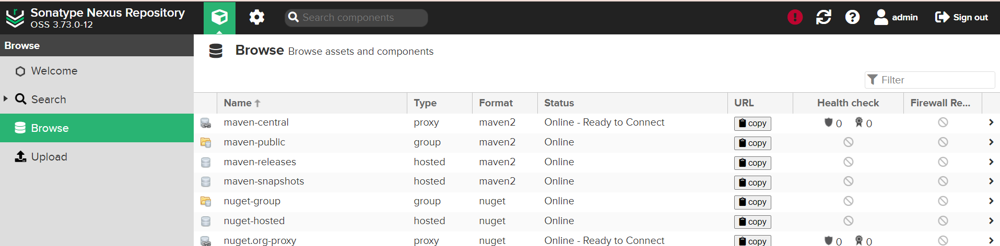 Sonatype Nexus Repository
OSS 3.73.0-12
Search components
admin
Sign out
Browse
Welcome
Search
Browse
Upload
Browse Browse assets and components
Filter
Name Type Format Status URL Health check Firewall Re...
maven-central proxy maven2 Online - Ready to Connect copy 0 0
maven-public group maven2 Online copy
maven-releases hosted maven2 Online copy
maven-snapshots hosted maven2 Online copy
nuget-group group nuget Online copy
nuget-hosted hosted nuget Online copy
nuget.org-proxy proxy nuget Online - Ready to Connect copy 0 0